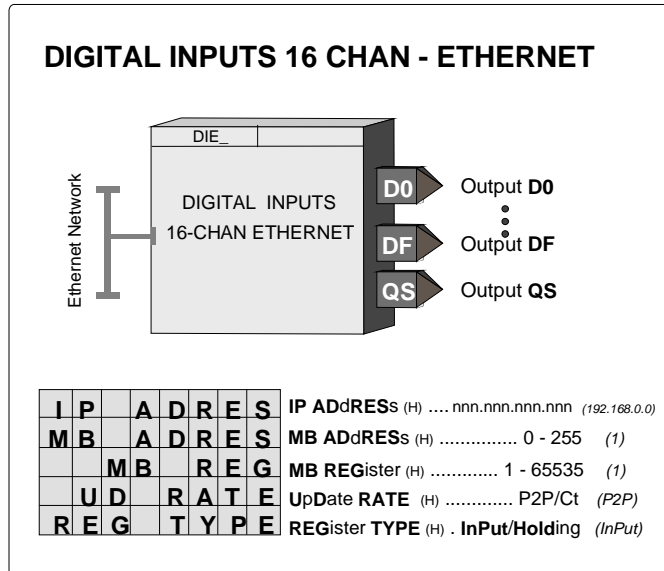 DIGITAL INPUTS 16 CHAN - ETHERNET
DIE_
Ethernet Network
DIGITAL INPUTS
16-CHAN ETHERNET
D0 Output D0
DF Output DF
QS Output QS
IP ADRES IP ADdRESs (H) .... nnn.nnn.nnn.nnn (192.168.0.0)
MB ADRES MB ADdRESs (H) ............... 0 - 255 (1)
MB REG MB REGister (H) ............. 1 - 65535 (1)
UD RATE UpDate RATE (H) ............. P2P/Ct (P2P)
REG TYPE REGister TYPE (H) . InPut/Holding (InPut)